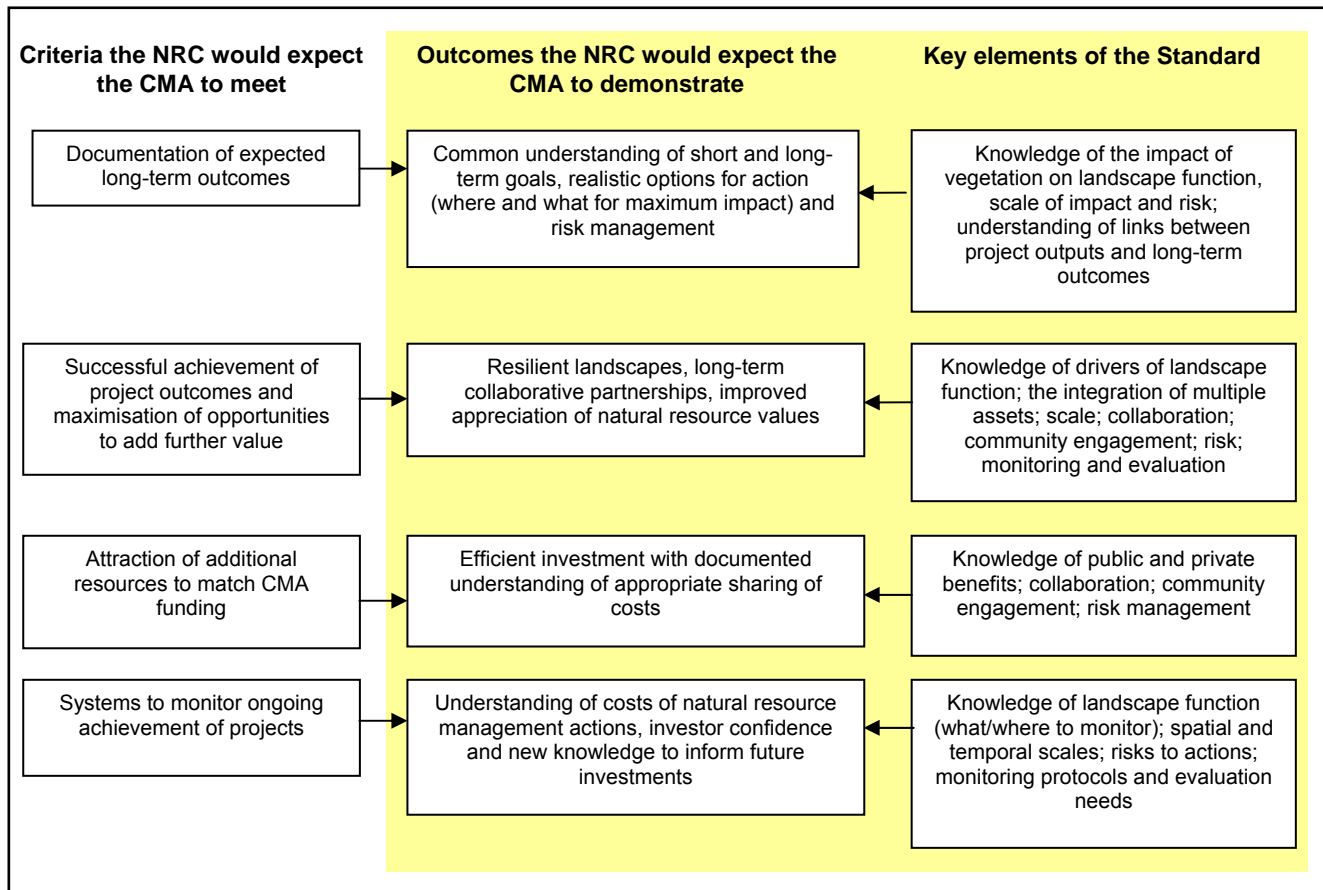 Criteria the NRC would expect
the CMA to meet
Outcomes the NRC would expect the
CMA to demonstrate
Key elements of the Standard
Documentation of expected
long-term outcomes
Common understanding of short and long-
term goals, realistic options for action
(where and what for maximum impact) and
risk management
Knowledge of the impact of
vegetation on landscape function,
scale of impact and risk;
understanding of links between
project outputs and long-term
outcomes
Successful achievement of
project outcomes and
maximisation of opportunities
to add further value
Resilient landscapes, long-term
collaborative partnerships, improved
appreciation of natural resource values
Knowledge of drivers of landscape
function; the integration of multiple
assets; scale; collaboration;
community engagement; risk;
monitoring and evaluation
Attraction of additional
resources to match CMA
funding
Efficient investment with documented
understanding of appropriate sharing of
costs
Knowledge of public and private
benefits; collaboration; community
engagement; risk management
Systems to monitor ongoing
achievement of projects
Understanding of costs of natural resource
management actions, investor confidence
and new knowledge to inform future
investments
Knowledge of landscape function
(what/where to monitor); spatial and
temporal scales; risks to actions;
monitoring protocols and evaluation
needs